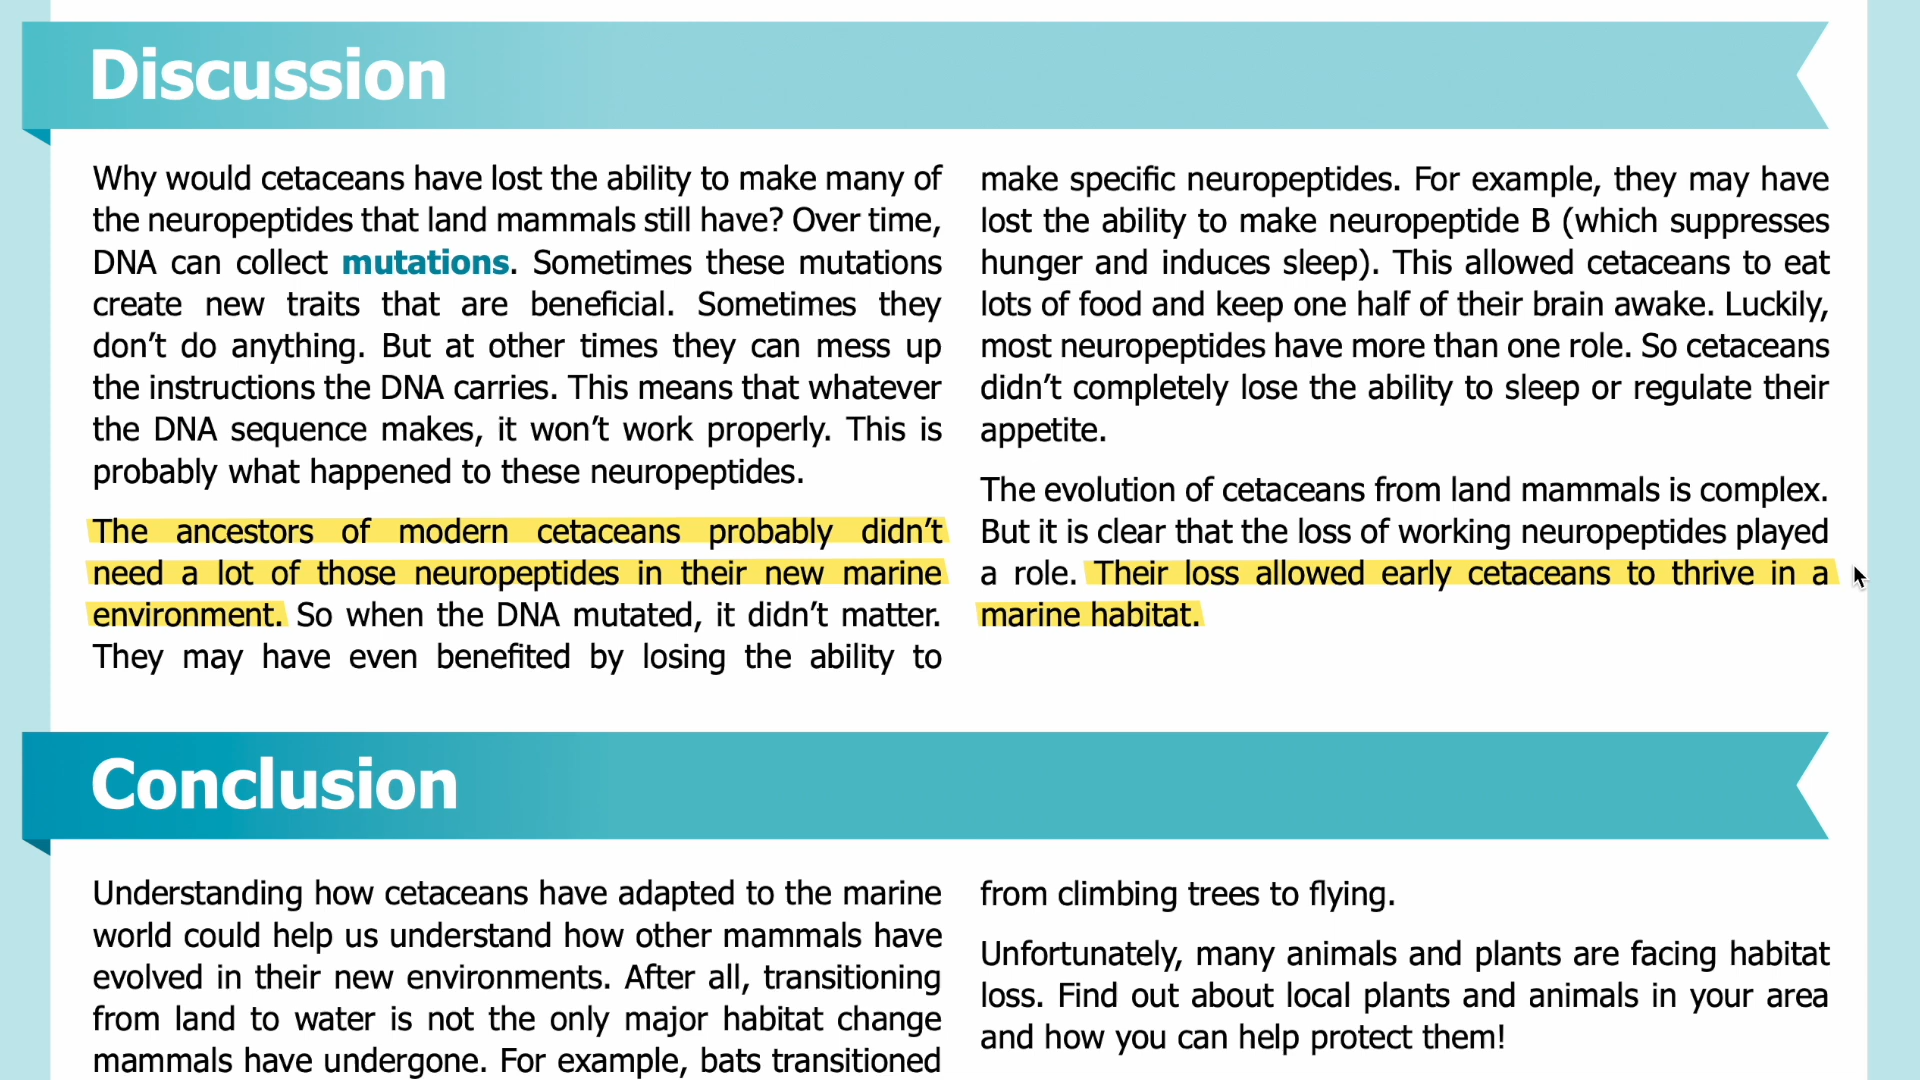 Discussion
Why would cetaceans have lost the ability to make many of
the neuropeptides that land mammals still have? Over time,
DNA can collect mutations. Sometimes these mutations
create new traits that are beneficial. Sometimes they
don’t do anything. But at other times they can mess up
the instructions the DNA carries. This means that whatever
the DNA sequence makes, it won’t work properly. This is
probably what happened to these neuropeptides.
The ancestors of modern cetaceans probably didn’t
need a lot of those neuropeptides in their new marine
environment. So when the DNA mutated, it didn’t matter.
They may have even benefited by losing the ability to
make specific neuropeptides. For example, they may have
lost the ability to make neuropeptide B (which suppresses
hunger and induces sleep). This allowed cetaceans to eat
lots of food and keep one half of their brain awake. Luckily,
most neuropeptides have more than one role. So cetaceans
didn’t completely lose the ability to sleep or regulate their
appetite.
The evolution of cetaceans from land mammals is complex.
But it is clear that the loss of working neuropeptides played
a role. Their loss allowed early cetaceans to thrive in a
marine habitat.
Conclusion
Understanding how cetaceans have adapted to the marine
world could help us understand how other mammals have
evolved in their new environments. After all, transitioning
from land to water is not the only major habitat change
mammals have undergone. For example, bats transitioned
from climbing trees to flying.
Unfortunately, many animals and plants are facing habitat
loss. Find out about local plants and animals in your area
and how you can help protect them!